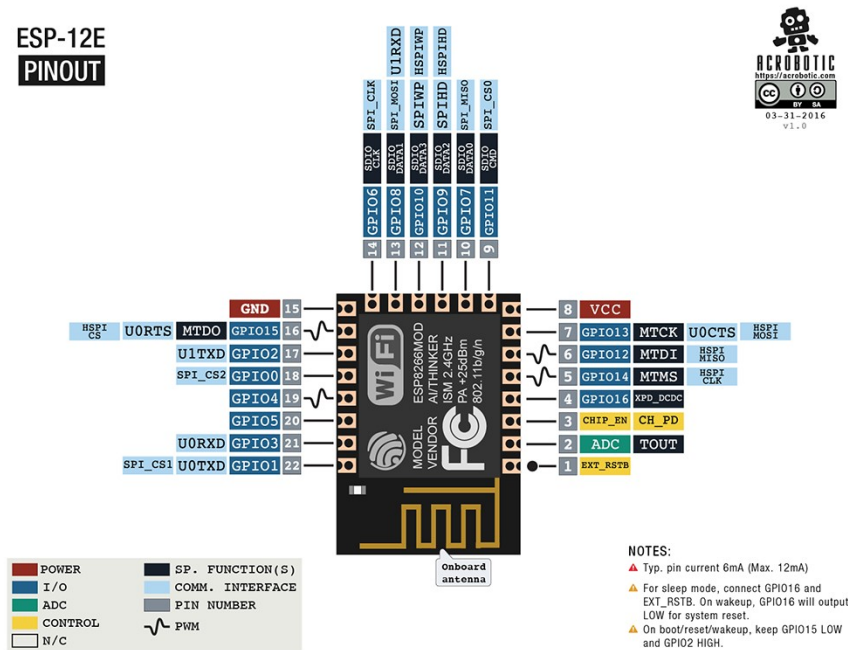 ESP-12E
PINOUT
ACROBOTIC
https://acrobotic.com
CC BY SA
03-31-2016
v1.0
SPI_CLK SDIO CLK GPIO6 14
U1RXD SPI_MOSI SDIO DATA1 GPIO8 13
HSPIWP SPIWP SDIO DATA3 GPIO10 12
HSPIHD SPIHD SDIO DATA2 GPIO9 11
SPI_MISO SDIO DATA0 GPIO7 10
SPI_CS0 SDIO CMD GPIO11 9
GND 15
HSPI CS U0RTS MTDO GPIO15 16
U1TXD GPIO2 17
SPI_CS2 GPIO0 18
GPIO4 19
GPIO5 20
U0RXD GPIO3 21
SPI_CS1 U0TXD GPIO1 22
8 VCC
7 GPIO13 MTCK U0CTS HSPI MOSI
6 GPIO12 MTDI HSPI MISO
5 GPIO14 MTMS HSPI CLK
4 GPIO16 XPD_DCDC
3 CHIP_EN CH_PD
2 ADC TOUT
1 EXT_RSTB
WiFi
ESP8266MOD
AI/THINKER
ISM 2.4GHz
PA +25dBm
802.11b/g/n
MODEL
VENDOR
FC
Onboard
antenna
POWER
I/O
ADC
CONTROL
N/C
SP. FUNCTION(S)
COMM. INTERFACE
PIN NUMBER
PWM
NOTES:
Typ. pin current 6mA (Max. 12mA)
For sleep mode, connect GPIO16 and
EXT_RSTB. On wakeup, GPIO16 will output
LOW for system reset.
On boot/reset/wakeup, keep GPIO15 LOW
and GPIO2 HIGH.